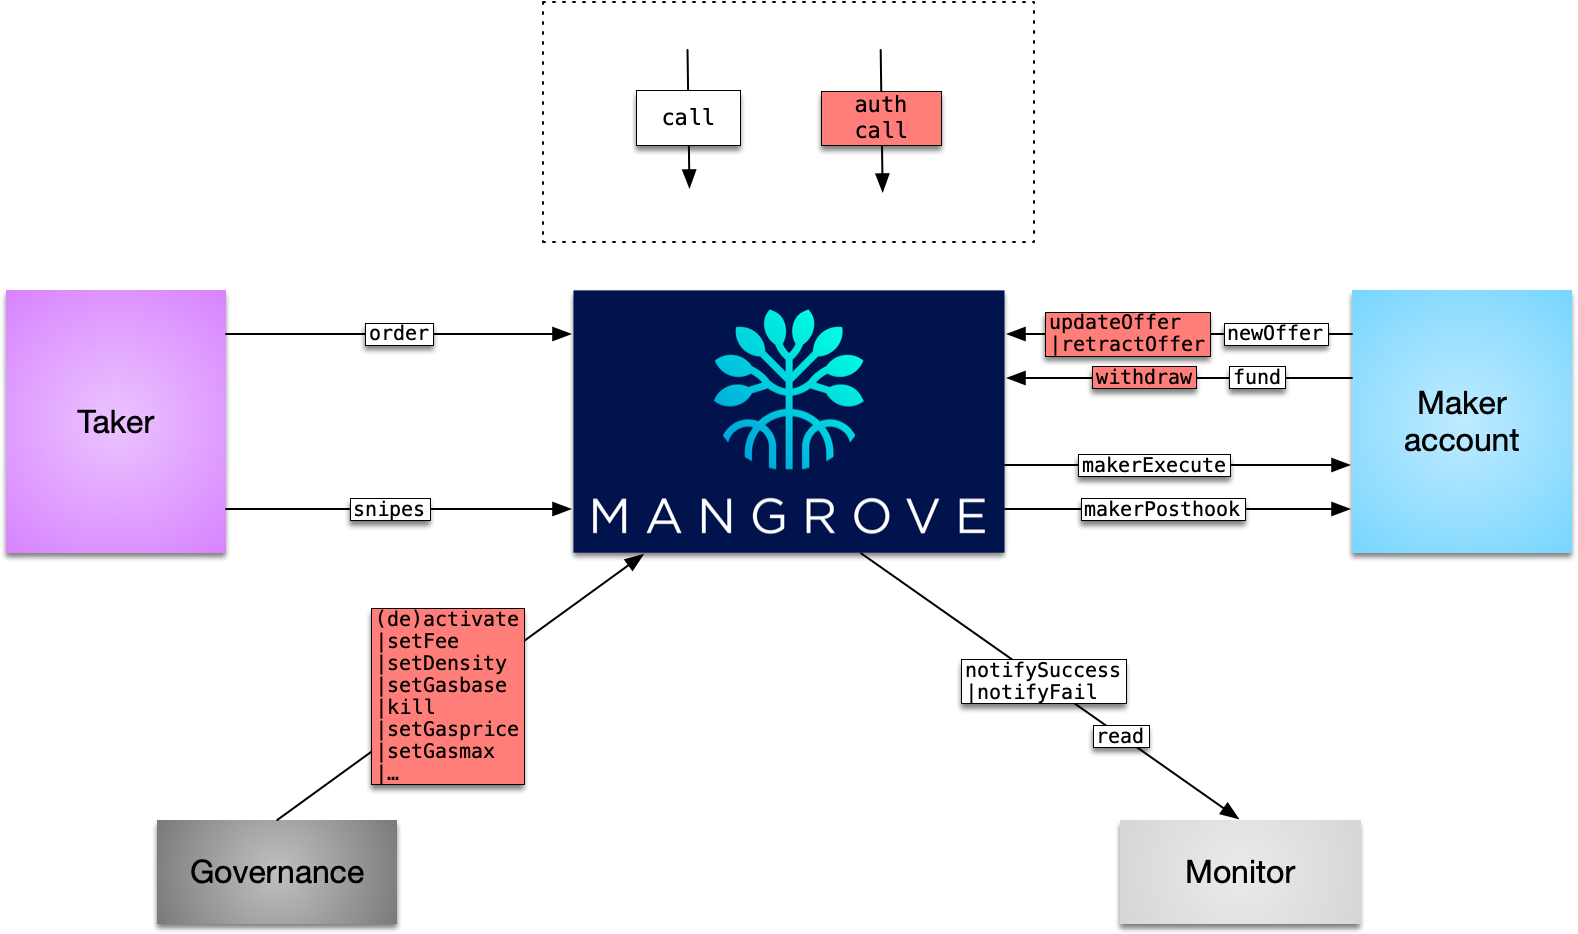 call
auth
call
Taker
order
snipes
MANGROVE
updateOffer
|retractOffer
newOffer
withdraw
fund
makerExecute
makerPosthook
Maker
account
(de)activate
|setFee
|setDensity
|setGasbase
|kill
|setGasprice
|setGasmax
|…
notifySuccess
|notifyFail
read
Governance
Monitor